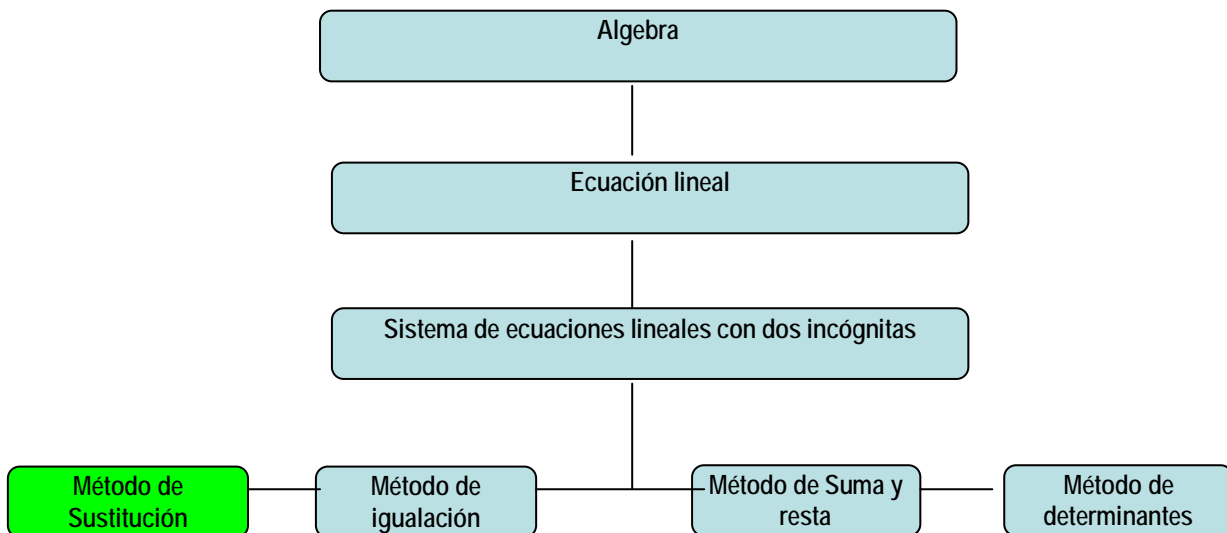 Algebra
Ecuación lineal
Sistema de ecuaciones lineales con dos incógnitas
Método de
Sustitución
Método de
igualación
Método de Suma y
resta
Método de
determinantes